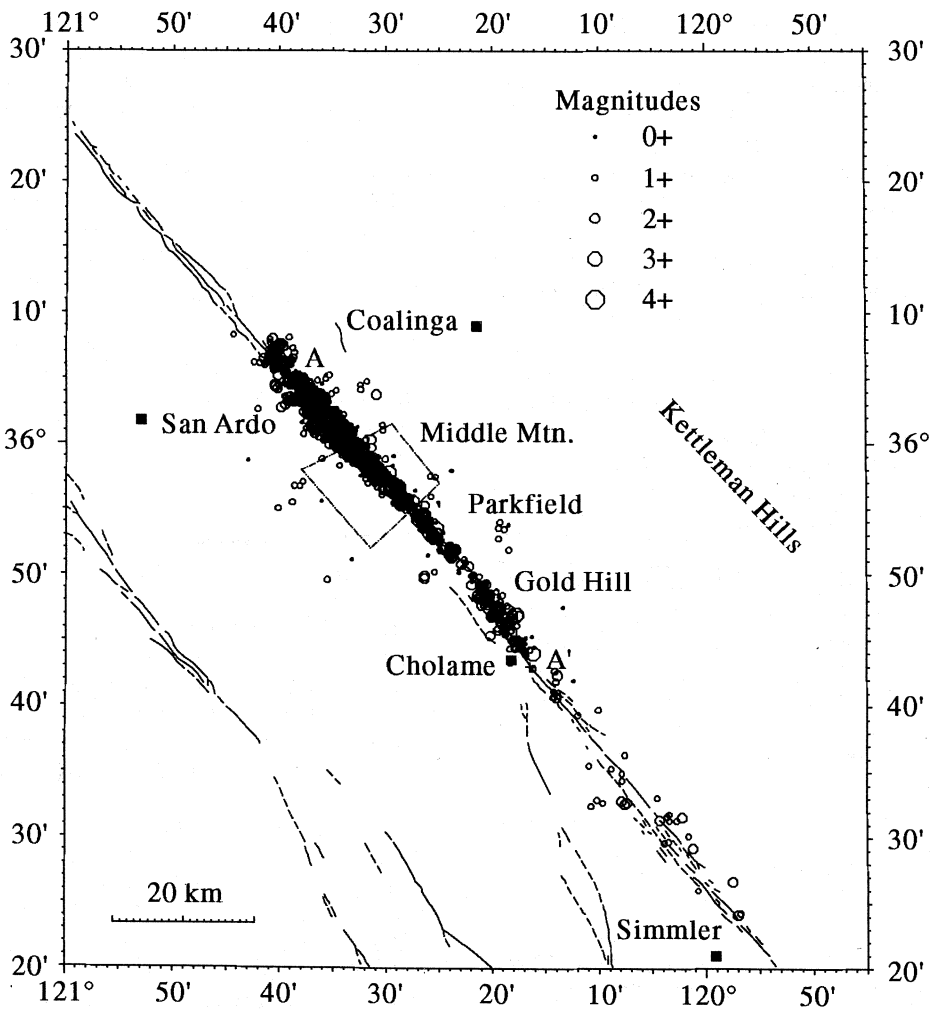 121° 50' 40' 30' 20' 10' 120° 50'
30' 30'
Magnitudes
0+
20' 1+ 20'
2+
3+
4+
10' Coalinga 10'
A
San Ardo Middle Mtn. Kettleman Hills
36° 36°
Parkfield
50' Gold Hill 50'
Cholame A'
40' 40'
30' 30'
20 km
Simmler
20' 20'
121° 50' 40' 30' 20' 10' 120° 50'